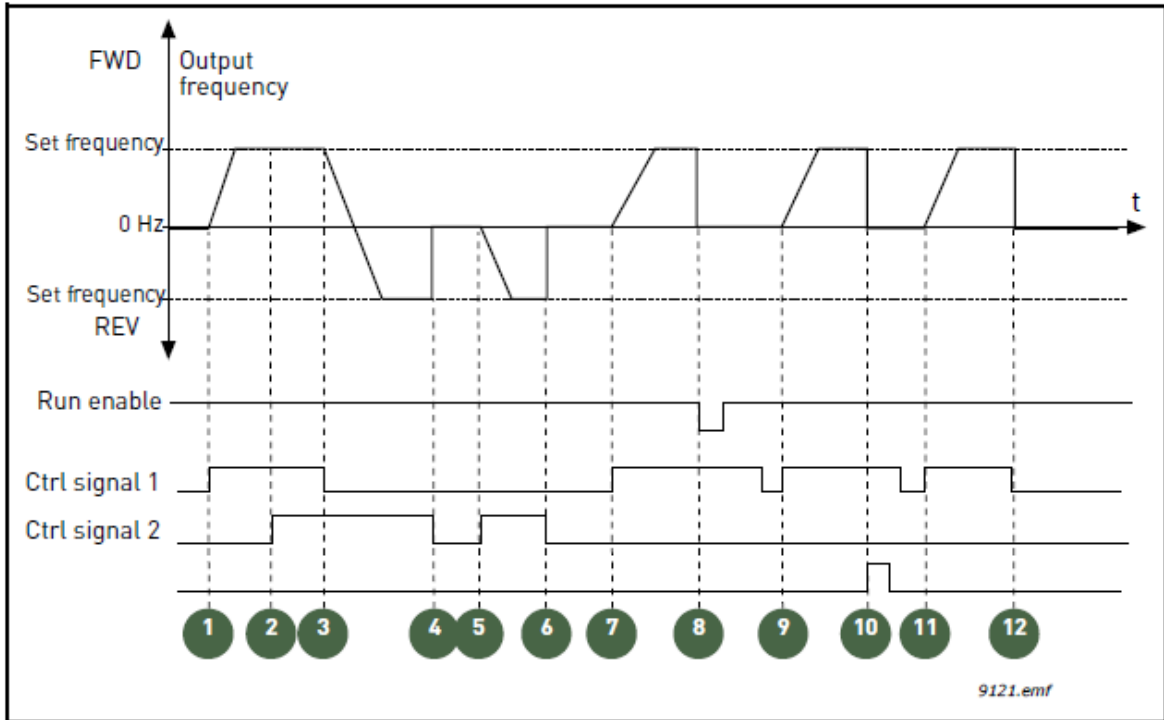 FWD
Output
frequency
Set frequency
0 Hz
t
Set frequency
REV
Run enable
Ctrl signal 1
Ctrl signal 2
1 2 3 4 5 6 7 8 9 10 11 12
9121.emf